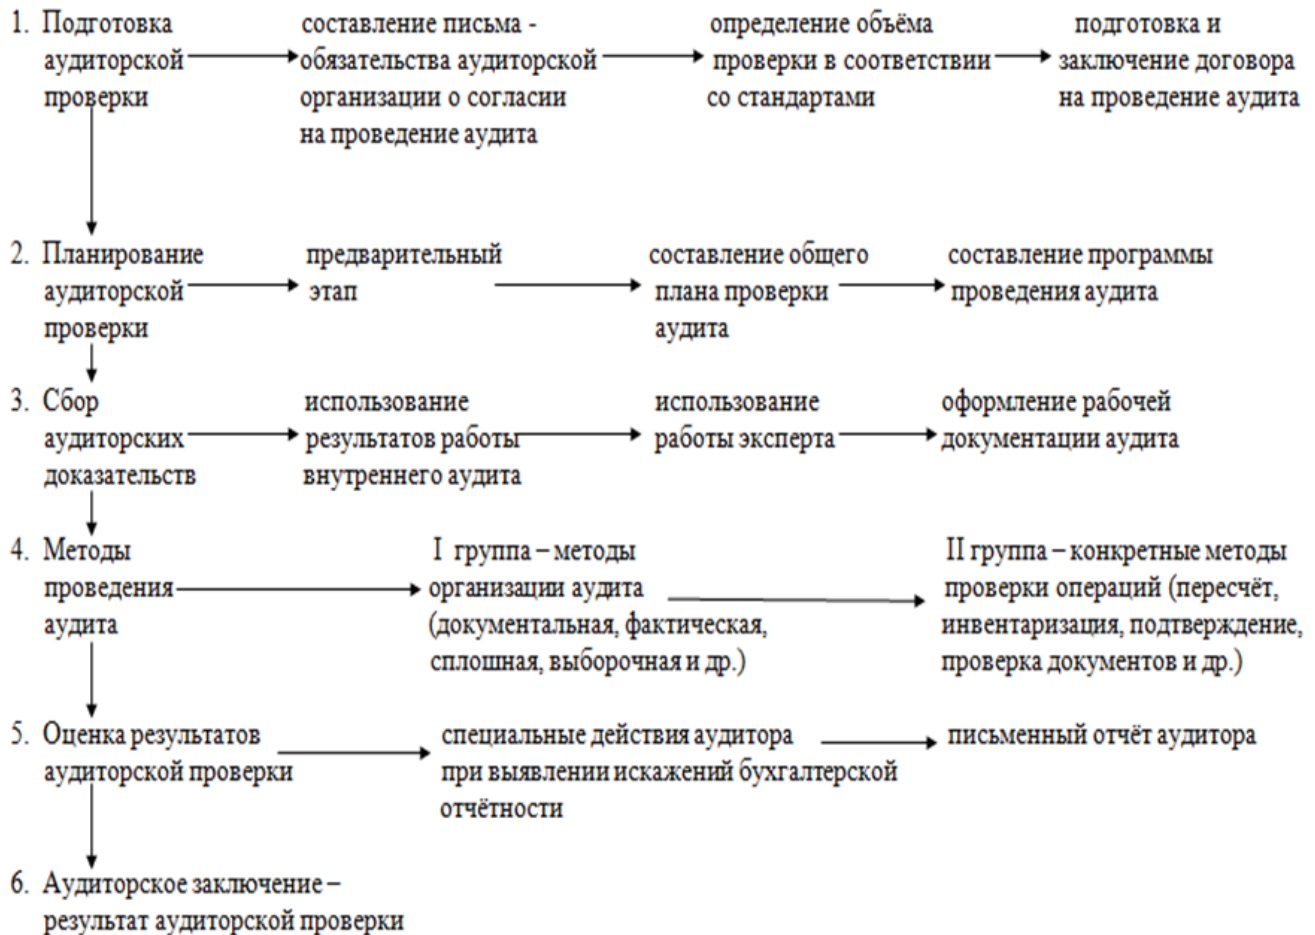 1. Подготовка аудиторской проверки
составление письма -
обязательства аудиторской
организации о согласии
на проведение аудита
определение объёма
проверки в соответствии
со стандартами
подготовка и
заключение договора
на проведение аудита
2. Планирование
аудиторской
проверки
предварительный
этап
составление общего
плана проверки
аудита
составление программы
проведения аудита
3. Сбор
аудиторских
доказательств
использование
результатов работы
внутреннего аудита
использование
работы эксперта
оформление рабочей
документации аудита
4. Методы
проведения
аудита
I группа – методы
организации аудита
(документальная, фактическая,
сплошная, выборочная и др.)
II группа – конкретные методы
проверки операций (пересчёт,
инвентаризация, подтверждение,
проверка документов и др.)
5. Оценка результатов
аудиторской проверки
специальные действия аудитора
при выявлении искажений бухгалтерской
отчётности
письменный отчёт аудитора
6. Аудиторское заключение –
результат аудиторской проверки